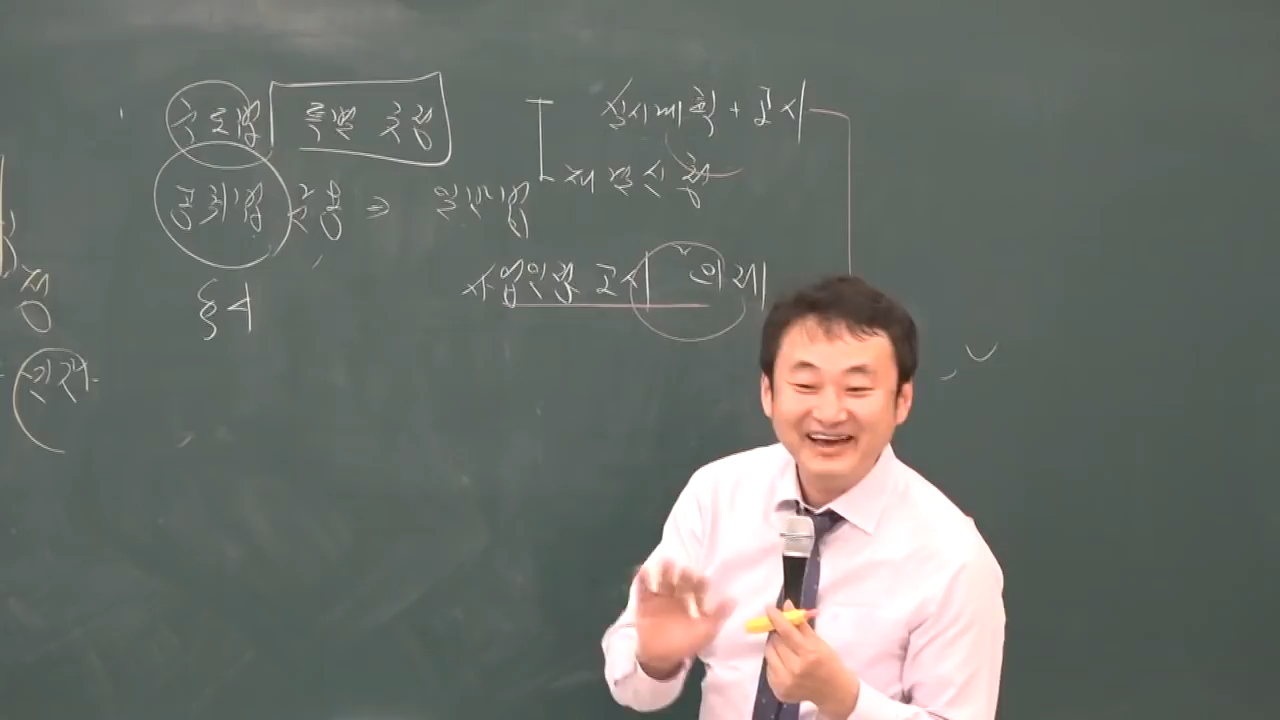 국토법 특별 규정
실시계획 + 고시
재결신청
공취법 준용 ⇒ 일반법
사업인정 고시 의제
§4